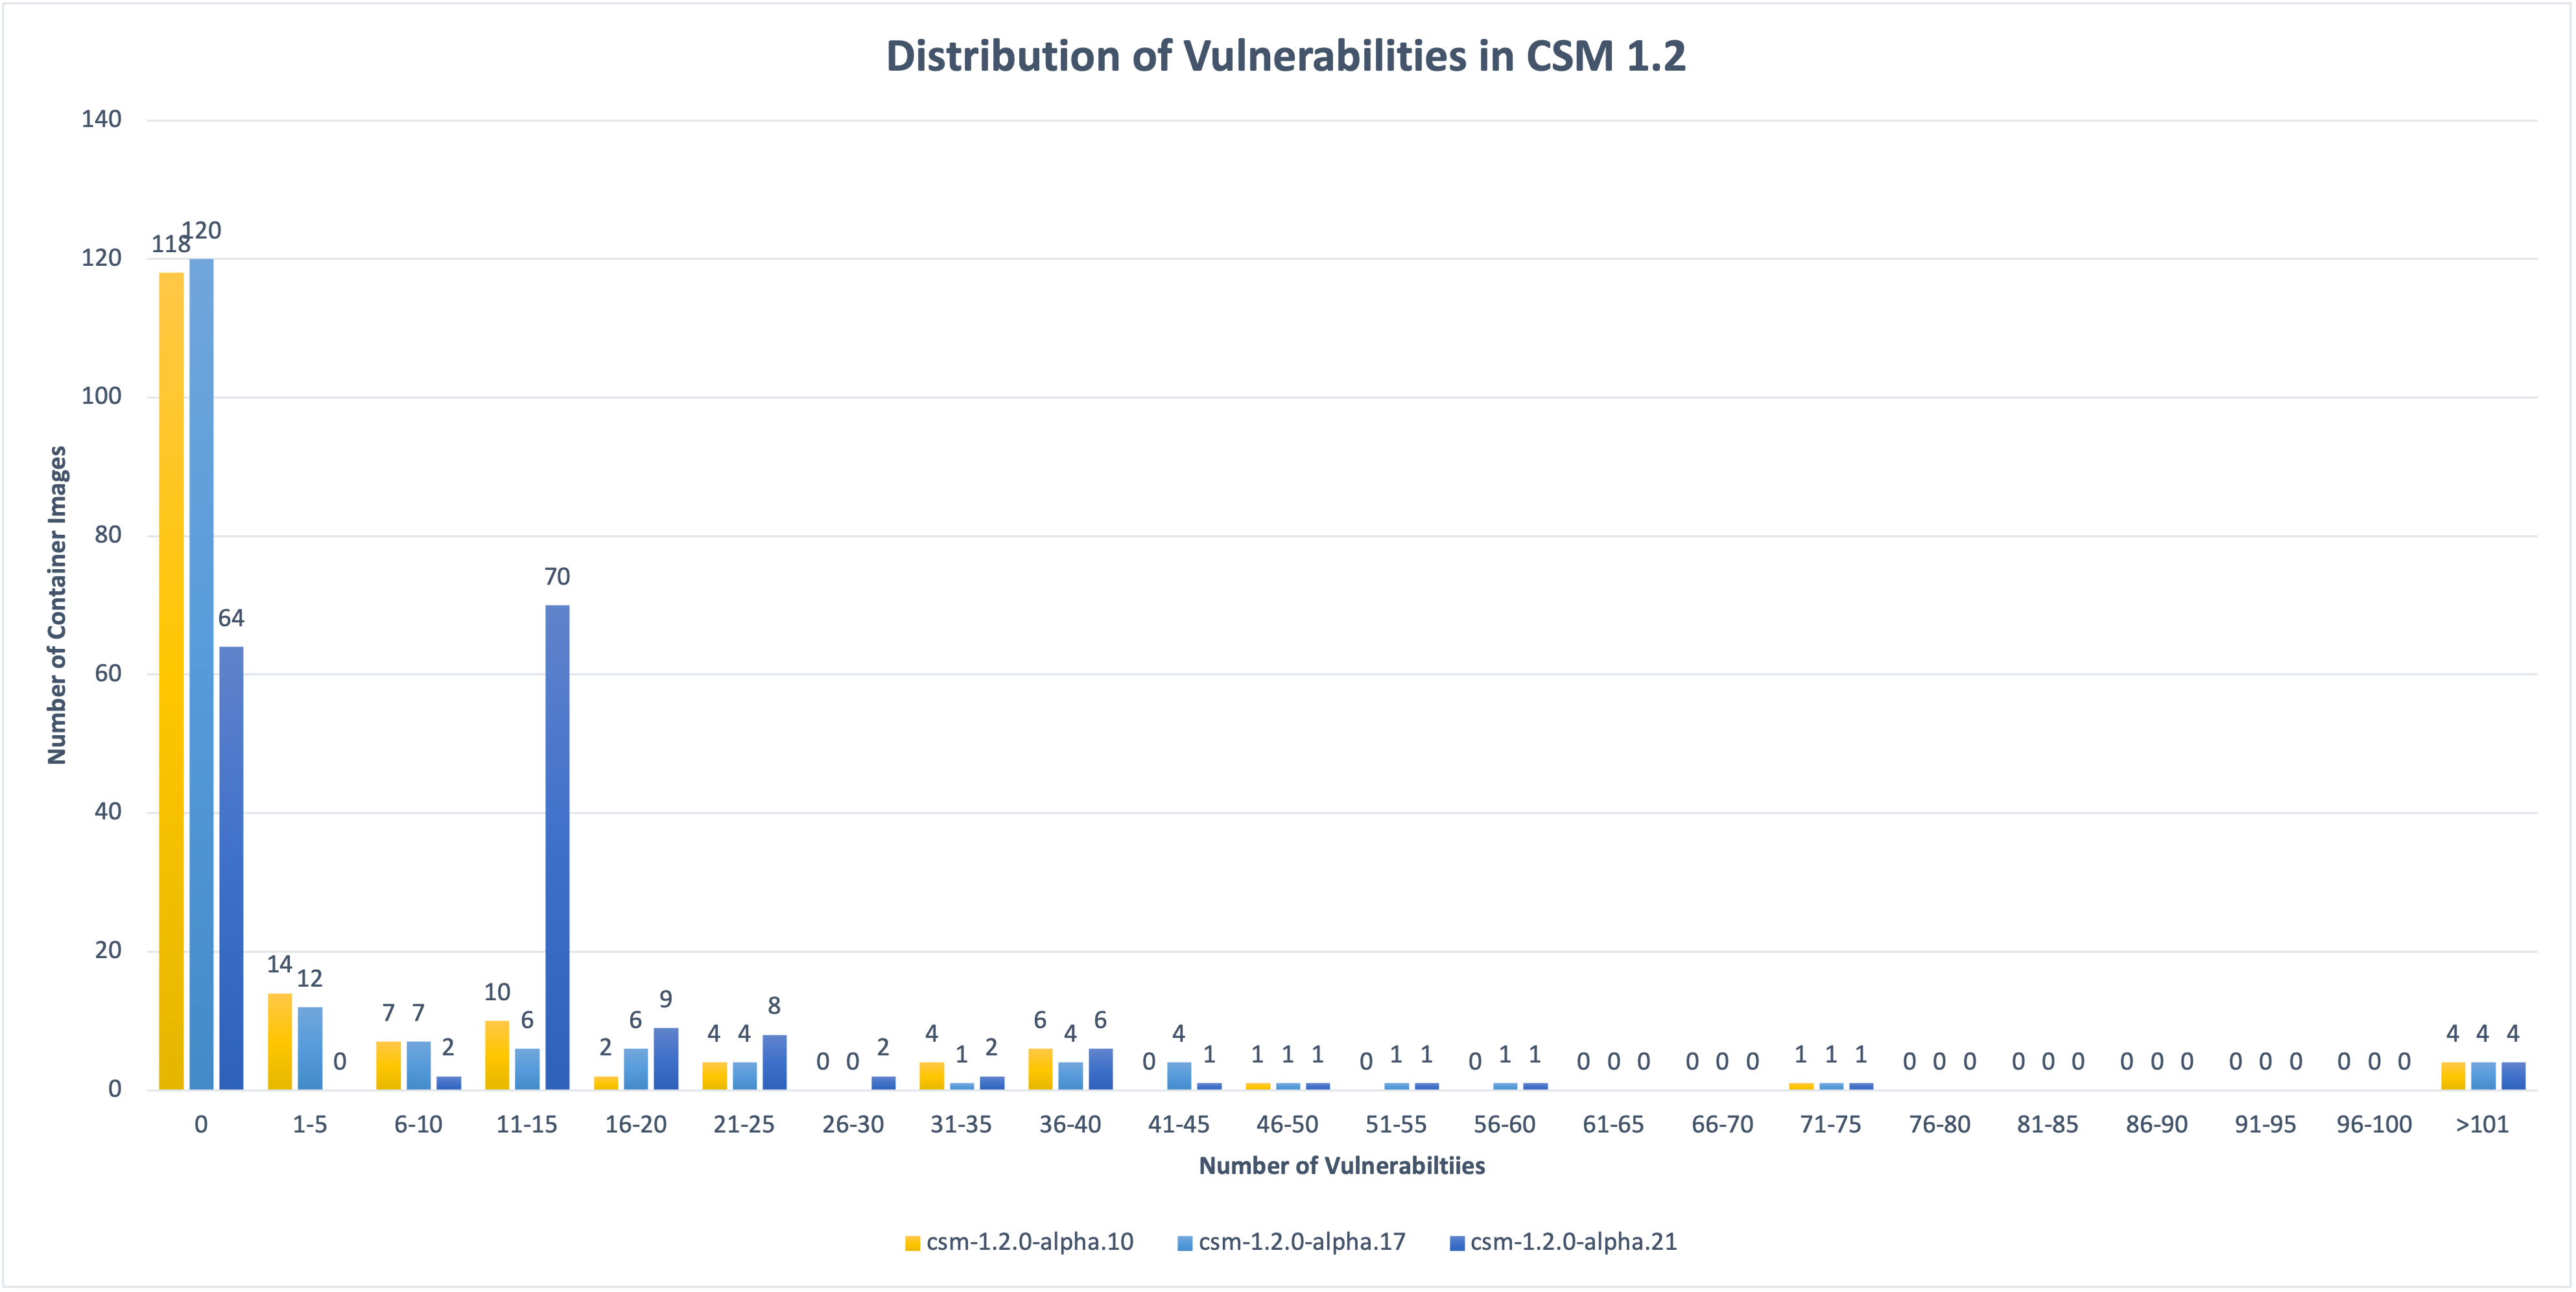 Distribution of Vulnerabilities in CSM 1.2
140
120
100
80
60
40
20
0
Number of Container Images
118 120 64
14 12 0
7 7 2
10 6 70
2 6 9
4 4 8
0 0 2
4 1 2
6 4 6
0 4 1
1 1 1
0 1 1
0 1 1
0 0 0
0 0 0
1 1 1
0 0 0
0 0 0
0 0 0
0 0 0
0 0 0
4 4 4
0 1-5 6-10 11-15 16-20 21-25 26-30 31-35 36-40 41-45 46-50 51-55 56-60 61-65 66-70 71-75 76-80 81-85 86-90 91-95 96-100 >101
Number of Vulnerabiltiies
csm-1.2.0-alpha.10 csm-1.2.0-alpha.17 csm-1.2.0-alpha.21